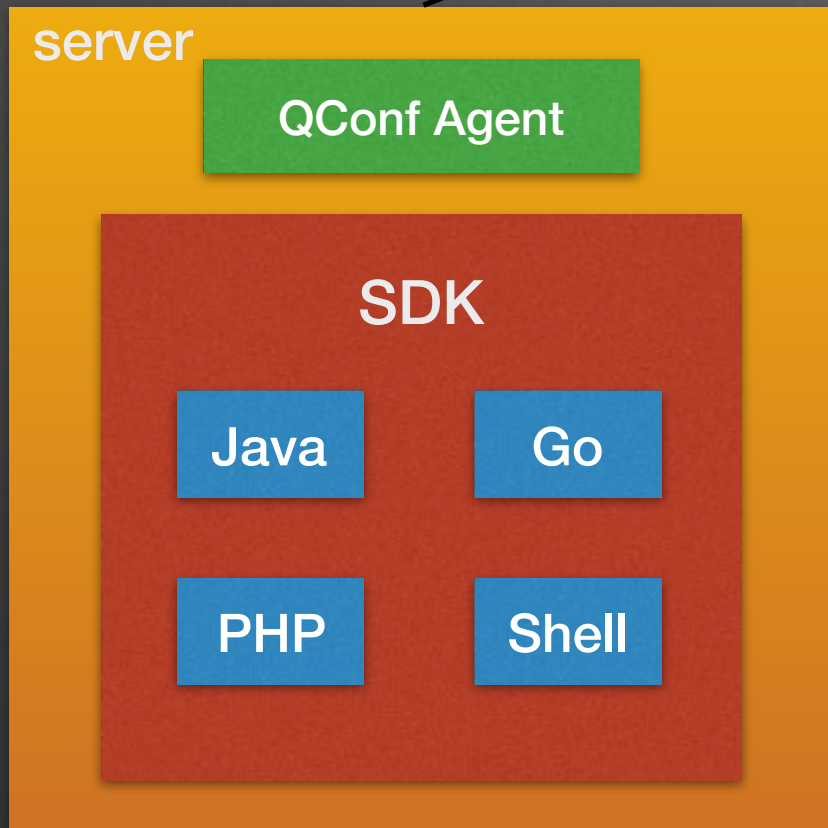 server
QConf Agent
SDK
Java
Go
PHP
Shell